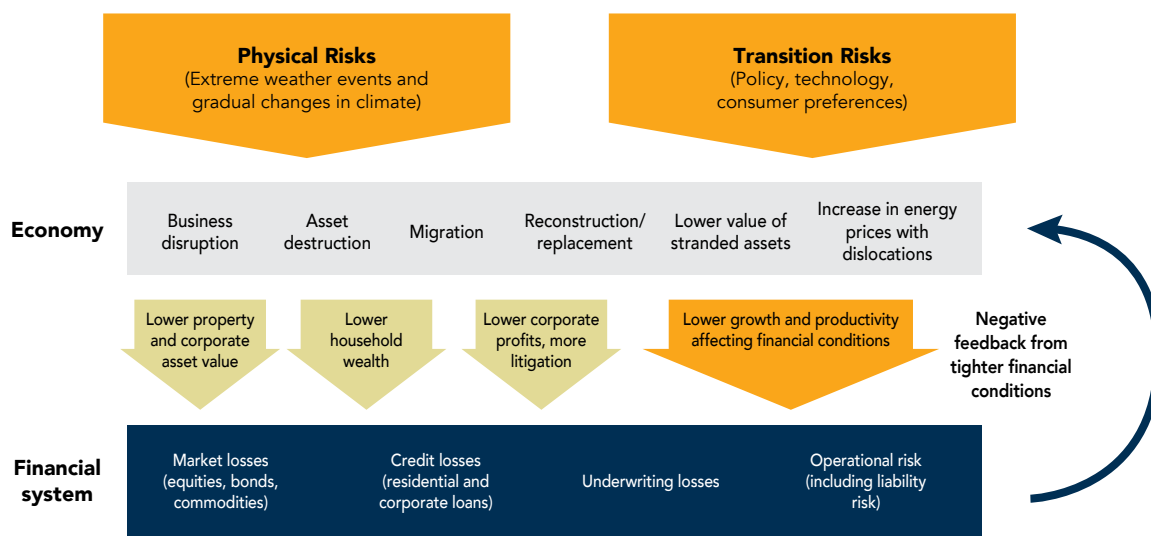 Physical Risks
(Extreme weather events and
gradual changes in climate)
Transition Risks
(Policy, technology,
consumer preferences)
Economy
Business
disruption
Asset
destruction
Migration
Reconstruction/
replacement
Lower value of
stranded assets
Increase in energy
prices with
dislocations
Lower property
and corporate
asset value
Lower
household
wealth
Lower corporate
profits, more
litigation
Lower growth and productivity
affecting financial conditions
Negative
feedback from
tighter financial
conditions
Financial
system
Market losses
(equities, bonds,
commodities)
Credit losses
(residential and
corporate loans)
Underwriting losses
Operational risk
(including liability
risk)